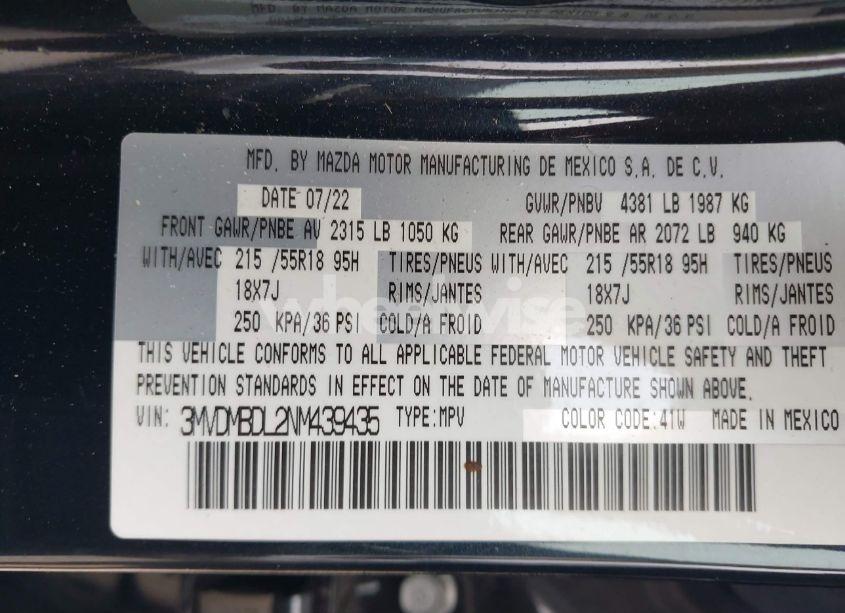 MFD. BY MAZDA MOTOR MANUFACTURING DE MEXICO S.A. DE C.V.
DATE 07/22 GVWR/PNBV 4381 LB 1987 KG
FRONT GAWR/PNBE AV 2315 LB 1050 KG REAR GAWR/PNBE AR 2072 LB 940 KG
WITH/AVEC 215 /55R18 95H TIRES/PNEUS WITH/AVEC 215 /55R18 95H TIRES/PNEUS
18X7J RIMS/JANTES 18X7J RIMS/JANTES
wheelwise
250 KPA/36 PSI COLD/A FROID 250 KPA/36 PSI COLD/A FROID
THIS VEHICLE CONFORMS TO ALL APPLICABLE FEDERAL MOTOR VEHICLE SAFETY AND THEFT
PREVENTION STANDARDS IN EFFECT ON THE DATE OF MANUFACTURE SHOWN ABOVE.
VIN: 3MVDMBDL2NM439435 TYPE:MPV COLOR CODE:41W MADE IN MEXICO